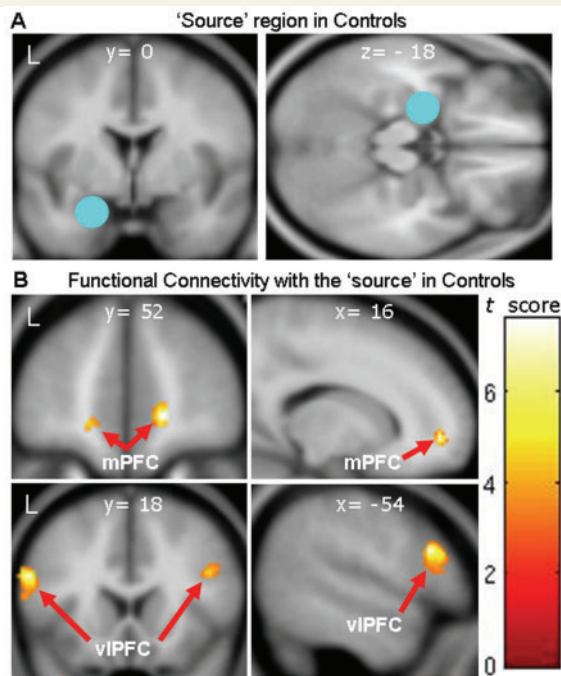 A 'Source' region in Controls
L y= 0
z= - 18
B Functional Connectivity with the 'source' in Controls
L y= 52
x= 16
t score
mPFC
mPFC
6
4
2
0
L y= 18
x= -54
vlPFC
vlPFC